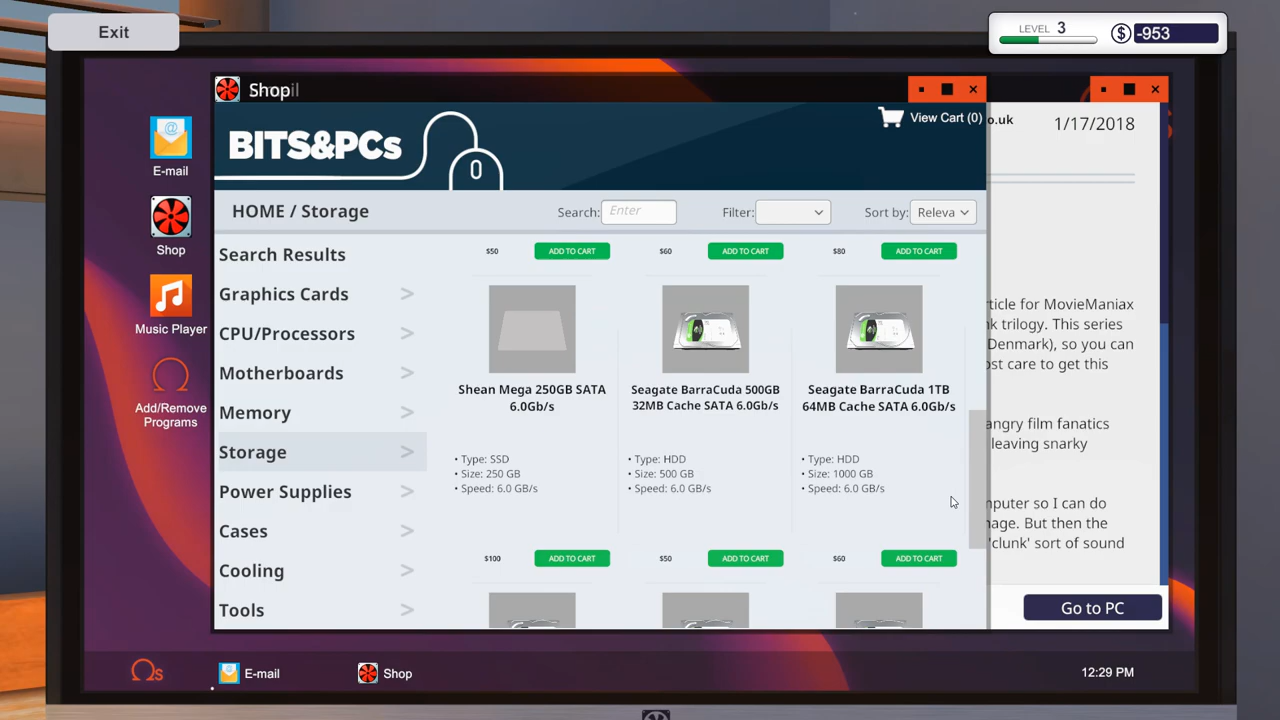 Exit
LEVEL 3
$ -953
Shop
View Cart (0)
o.uk
1/17/2018
BITS&PCs
HOME / Storage
Search:
Enter
Filter:
Sort by:
Releva
E-mail
Shop
Music Player
Add/Remove
Programs
Search Results
Graphics Cards >
CPU/Processors >
Motherboards >
Memory >
Storage >
Power Supplies >
Cases >
Cooling >
Tools >
$50
ADD TO CART
$60
ADD TO CART
$80
ADD TO CART
Shean Mega 250GB SATA
6.0Gb/s
• Type: SSD
• Size: 250 GB
• Speed: 6.0 GB/s
$100
ADD TO CART
Seagate BarraCuda 500GB
32MB Cache SATA 6.0Gb/s
• Type: HDD
• Size: 500 GB
• Speed: 6.0 GB/s
$50
ADD TO CART
Seagate BarraCuda 1TB
64MB Cache SATA 6.0Gb/s
• Type: HDD
• Size: 1000 GB
• Speed: 6.0 GB/s
$60
ADD TO CART
ticle for MovieManiax
nk trilogy. This series
Denmark), so you can
ost care to get this
angry film fanatics
leaving snarky
mputer so I can do
nage. But then the
'clunk' sort of sound
Go to PC
Ωs
E-mail
Shop
12:29 PM